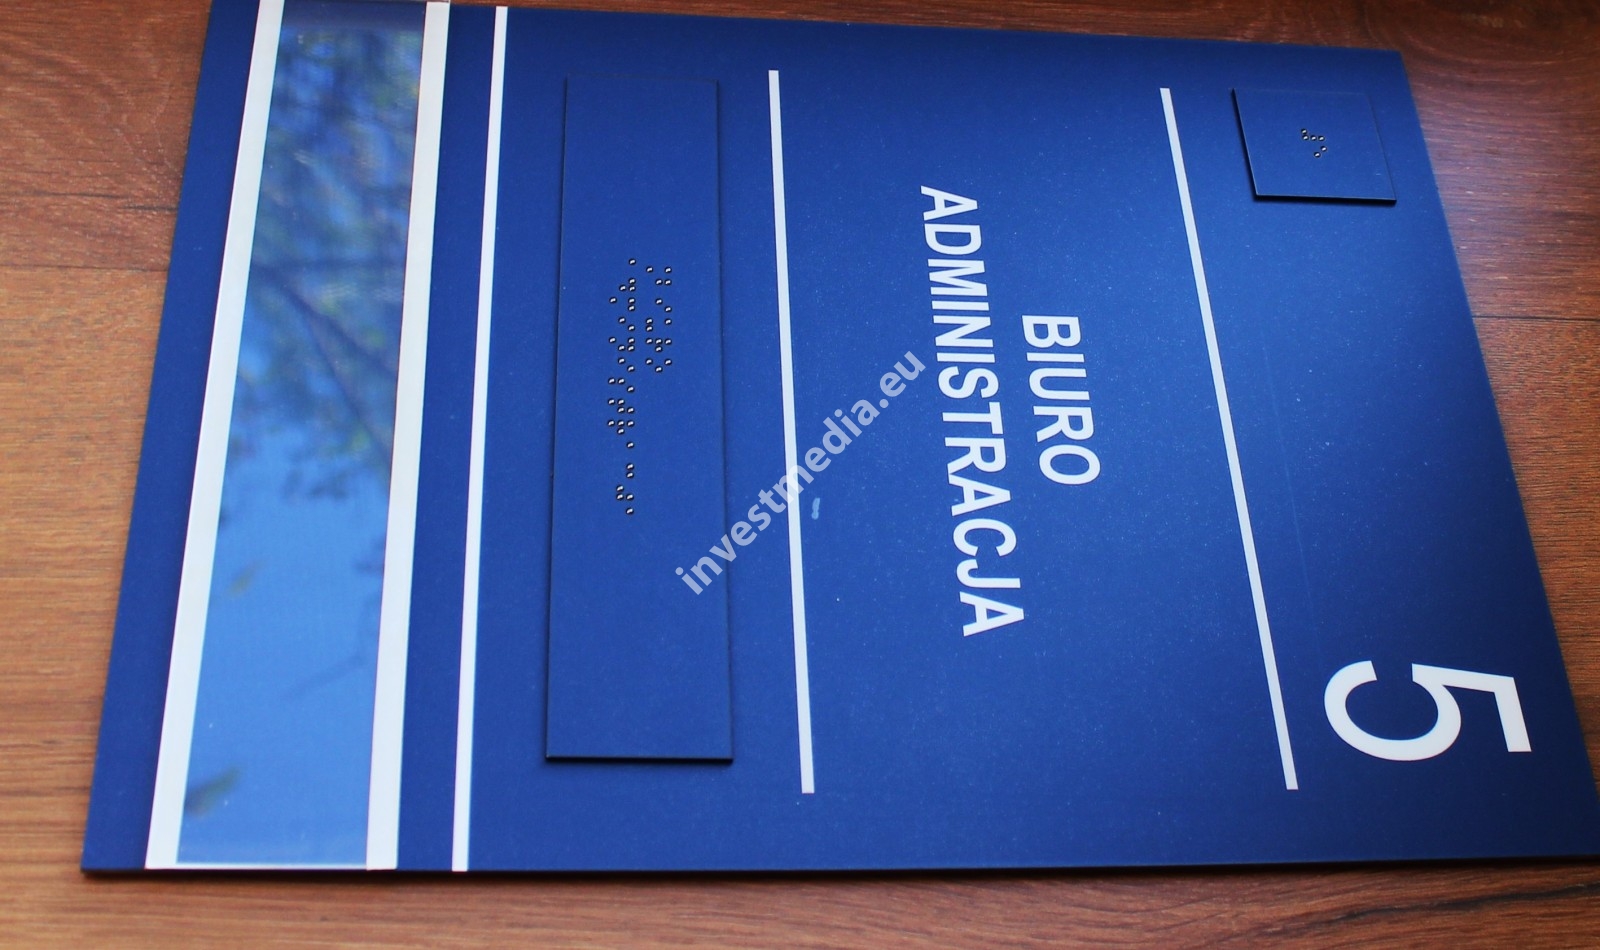 5
BIURO
ADMINISTRACJA
investmedia.eu